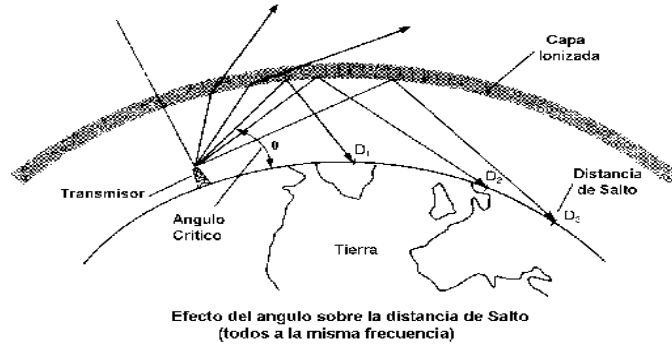 Capa
Ionizada
θ
D₁
D₂
Distancia
de Salto
D₃
Transmisor
Angulo
Critico
Tierra
Efecto del angulo sobre la distancia de Salto
(todos a la misma frecuencia)